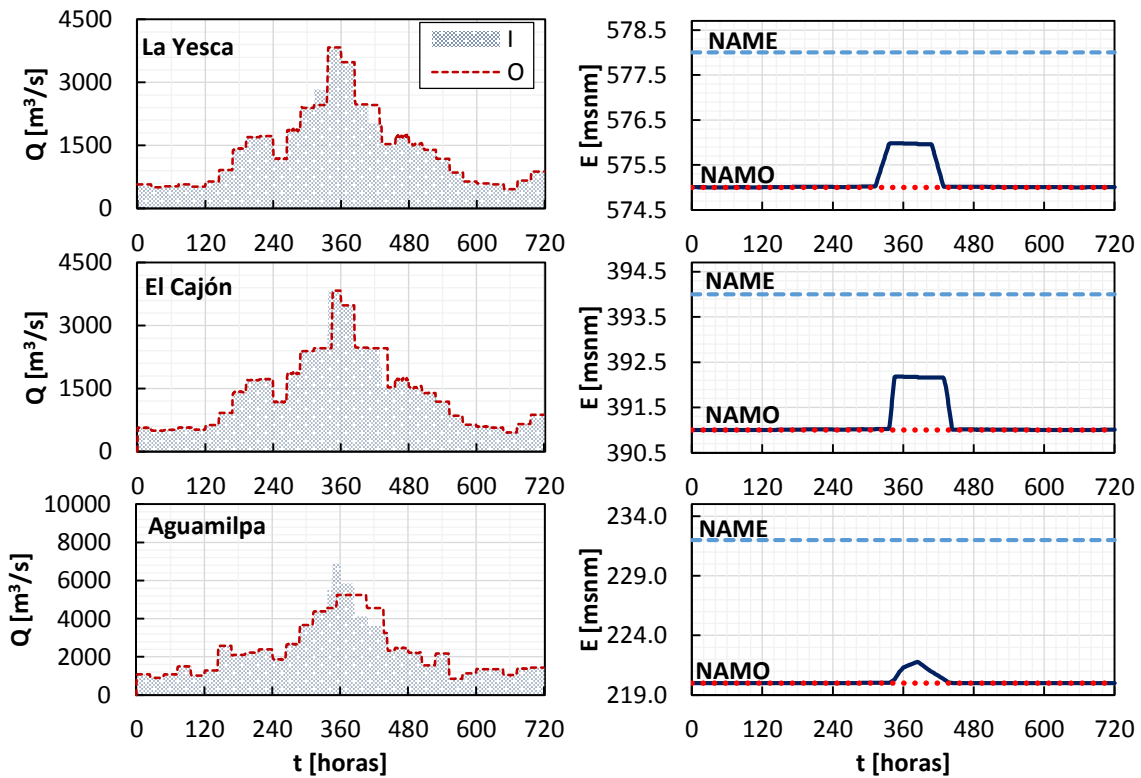 La Yesca
I
O
Q [m³/s]
4500
3000
1500
0
0 120 240 360 480 600 720
NAME
NAMO
E [msnm]
578.5
577.5
576.5
575.5
574.5
0 120 240 360 480 600 720
El Cajón
Q [m³/s]
4500
3000
1500
0
0 120 240 360 480 600 720
NAME
NAMO
E [msnm]
394.5
393.5
392.5
391.5
390.5
0 120 240 360 480 600 720
Aguamilpa
Q [m³/s]
10000
8000
6000
4000
2000
0
0 120 240 360 480 600 720
t [horas]
NAME
NAMO
E [msnm]
234.0
229.0
224.0
219.0
0 120 240 360 480 600 720
t [horas]